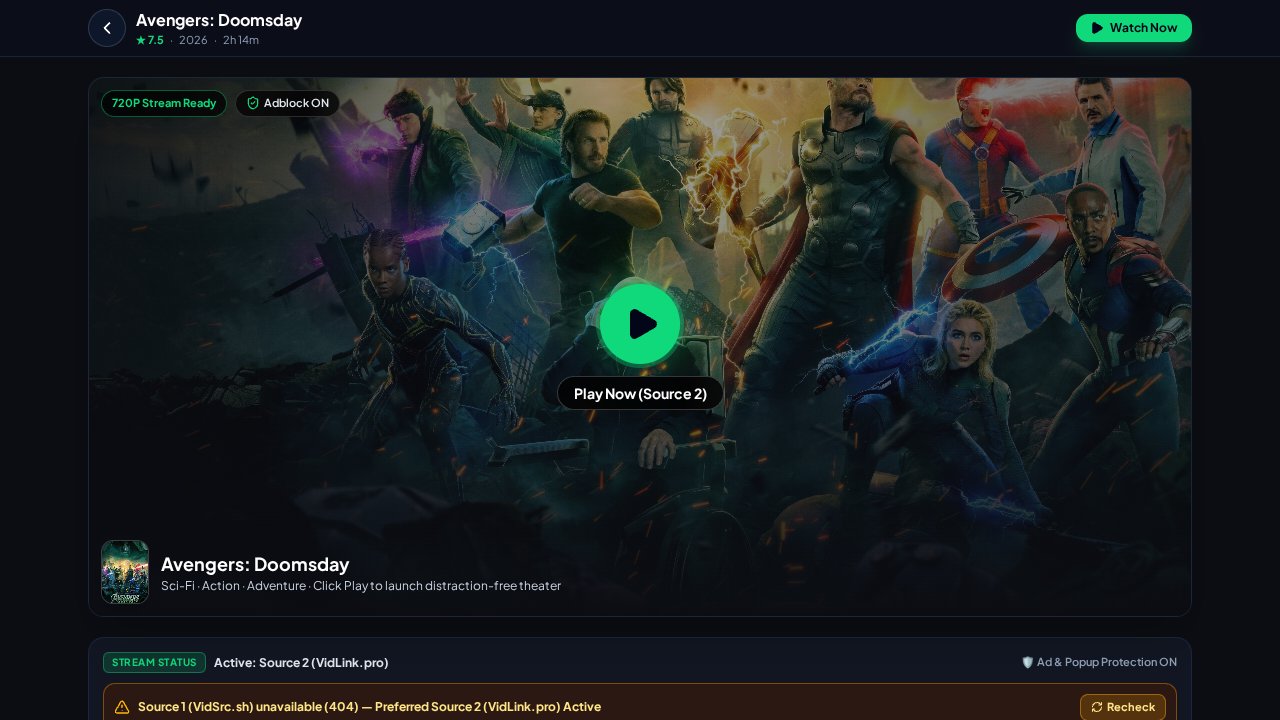 Avengers: Doomsday
★ 7.5 · 2026 · 2h 14m
Watch Now
720P Stream Ready
Adblock ON
Play Now (Source 2)
Avengers: Doomsday
Sci-Fi · Action · Adventure · Click Play to launch distraction-free theater
STREAM STATUS
Active: Source 2 (VidLink.pro)
Ad & Popup Protection ON
Source 1 (VidSrc.sh) unavailable (404) — Preferred Source 2 (VidLink.pro) Active
Recheck